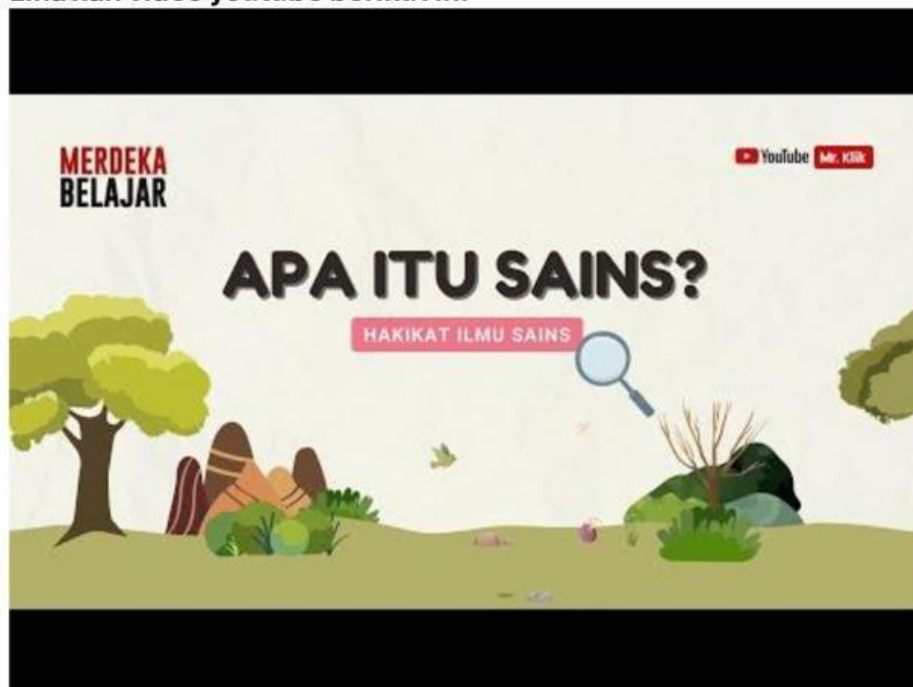 MERDEKA
BELAJAR
YouTube Mr. Klik
APA ITU SAINS?
HAKIKAT ILMU SAINS